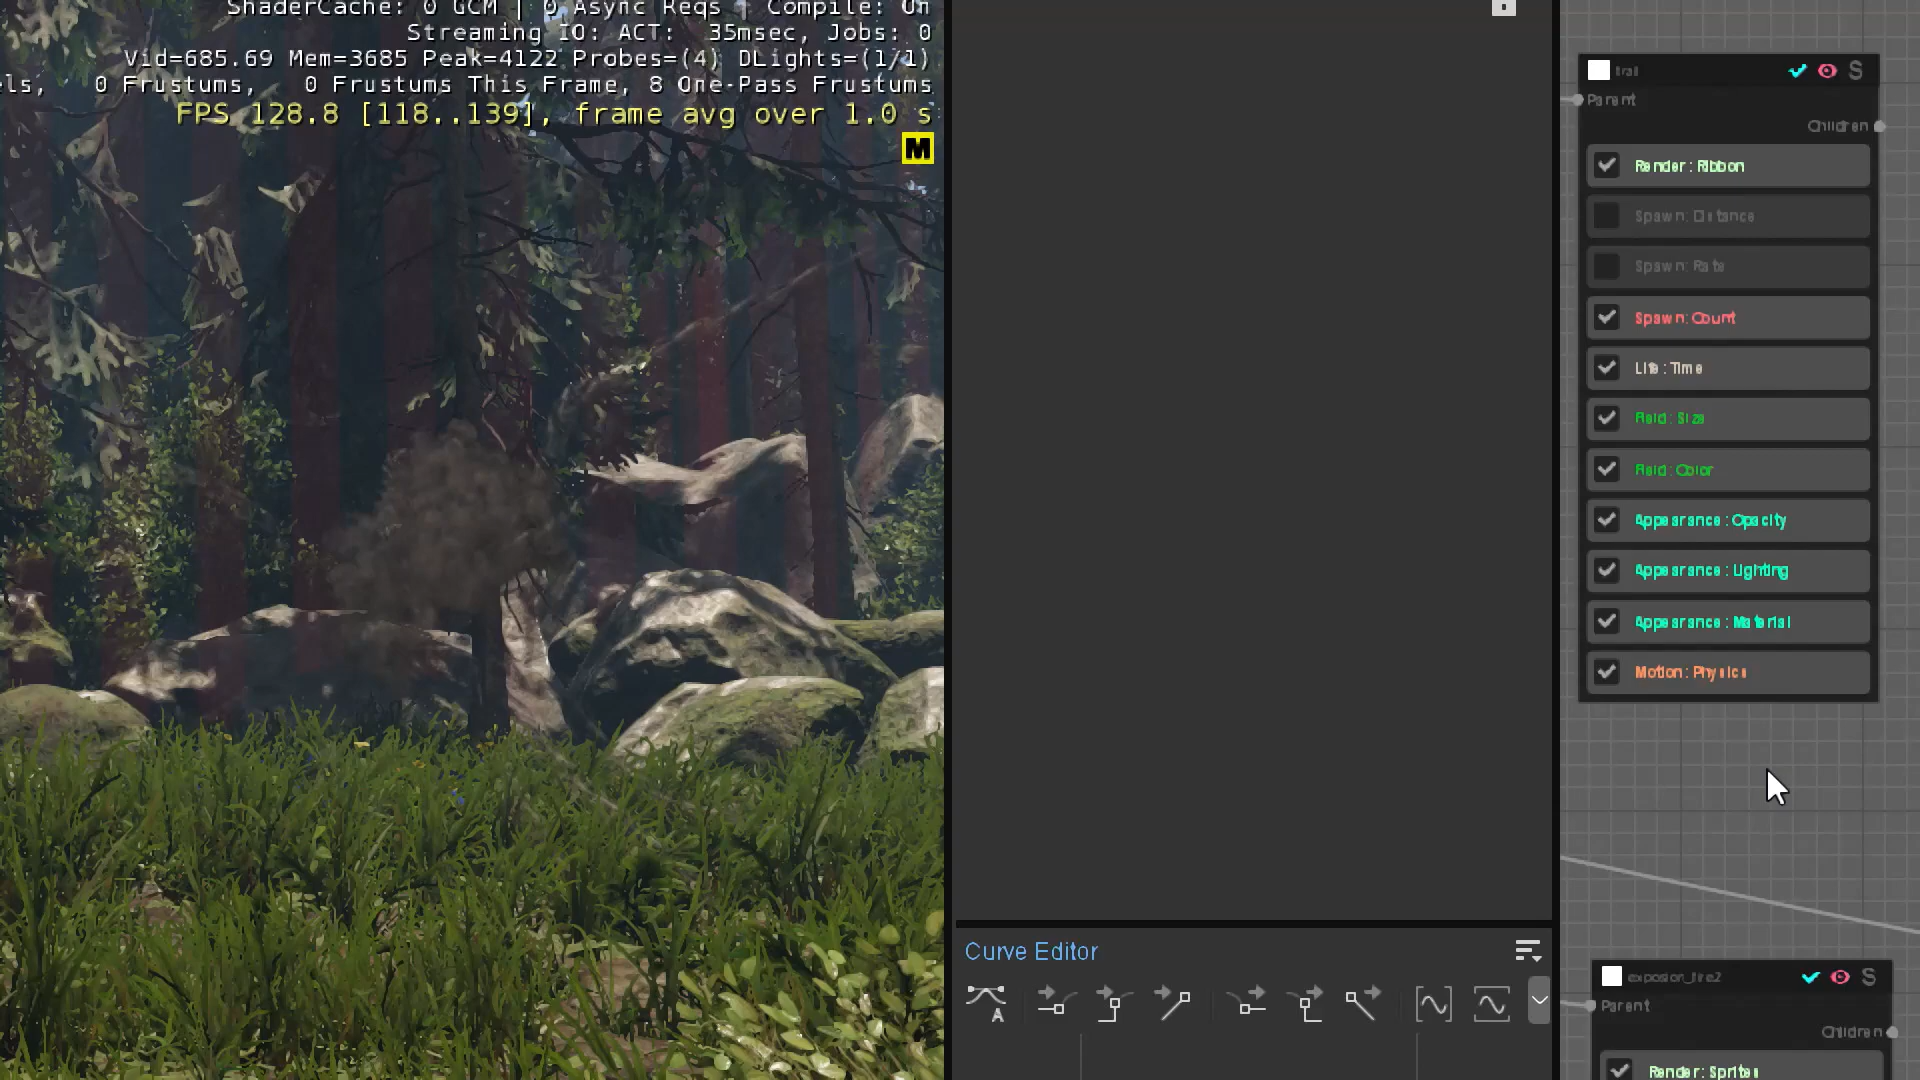 ShaderCache: 0 GCM | 0 Async Reqs | Compile: On
Streaming IO: ACT: 35msec, Jobs: 0
Vid=685.69 Mem=3685 Peak=4122 Probes=(4) DLights=(1/1)
els, 0 Frustums, 0 Frustums This Frame, 8 One-Pass Frustums
FPS 128.8 [118..139], frame avg over 1.0 s
M
trail
S
Parent
Children
Render: Ribbon
Spawn: Distance
Spawn: Rate
Spawn: Count
Life: Time
Field: Size
Field: Color
Appearance: Opacity
Appearance: Lighting
Appearance: Material
Motion: Physics
Curve Editor
A
exposion_fire2
S
Parent
Children
Render: Sprites